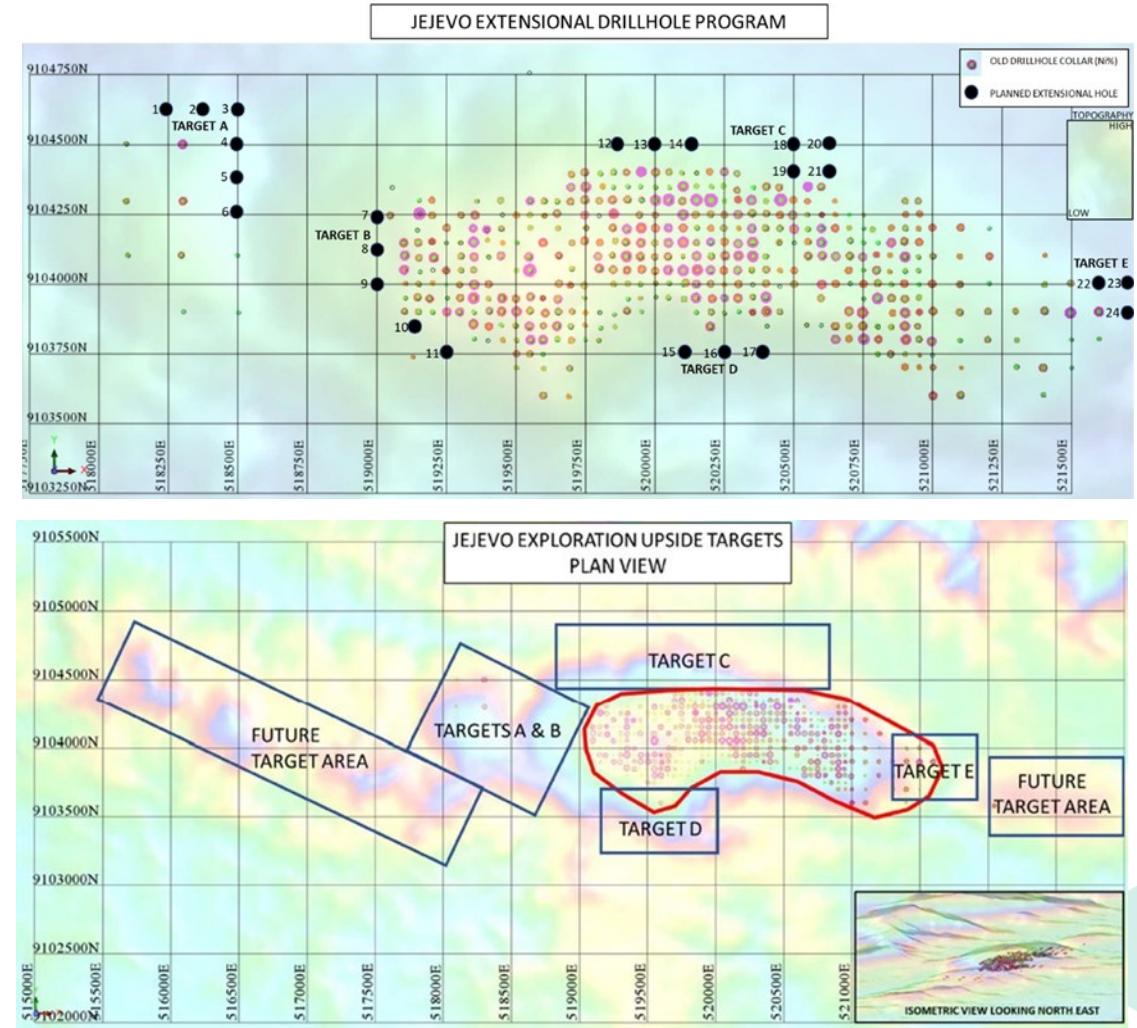 JEJEVO EXTENSIONAL DRILLHOLE PROGRAM
OLD DRILLHOLE COLLAR (Ni%)
PLANNED EXTENSIONAL HOLE
TOPOGRAPHY
HIGH
LOW
9104750N
9104500N
9104250N
9104000N
9103750N
9103500N
9103250N
1
2
3
TARGET A
4
5
6
7
TARGET B
8
9
10
11
12
13
14
TARGET C
18
20
19
21
15
16
17
TARGET D
TARGET E
22
23
24
Y
X
518000E
518250E
518500E
518750E
519000E
519250E
519500E
519750E
520000E
520250E
520500E
520750E
521000E
521250E
521500E
JEJEVO EXPLORATION UPSIDE TARGETS
PLAN VIEW
9105500N
9105000N
9104500N
9104000N
9103500N
9103000N
9102500N
9102000N
FUTURE
TARGET AREA
TARGETS A & B
TARGET C
TARGET D
TARGET E
FUTURE
TARGET AREA
515000E
515500E
516000E
516500E
517000E
517500E
518000E
518500E
519000E
519500E
520000E
521000E
ISOMETRIC VIEW LOOKING NORTH EAST